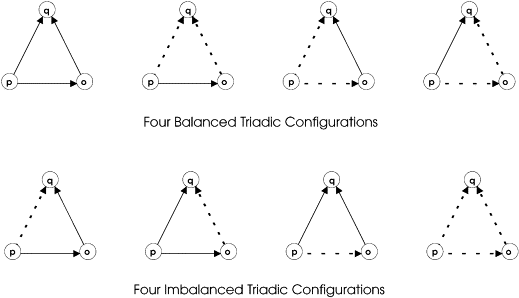 q q q q
p o p o p o p o
Four Balanced Triadic Configurations
q q q q
p o p o p o p o
Four Imbalanced Triadic Configurations